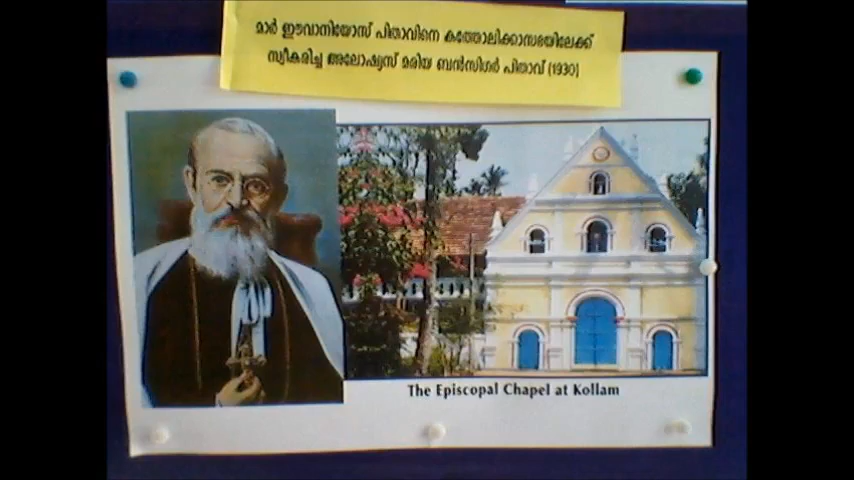 മാർ ഈവാനിയോസ് പിതാവിനെ കത്തോലിക്കാസഭയിലേക്ക്
സ്വീകരിച്ച അലോഷ്യസ് മരിയ ബൻസിഗർ പിതാവ് (1930)
The Episcopal Chapel at Kollam